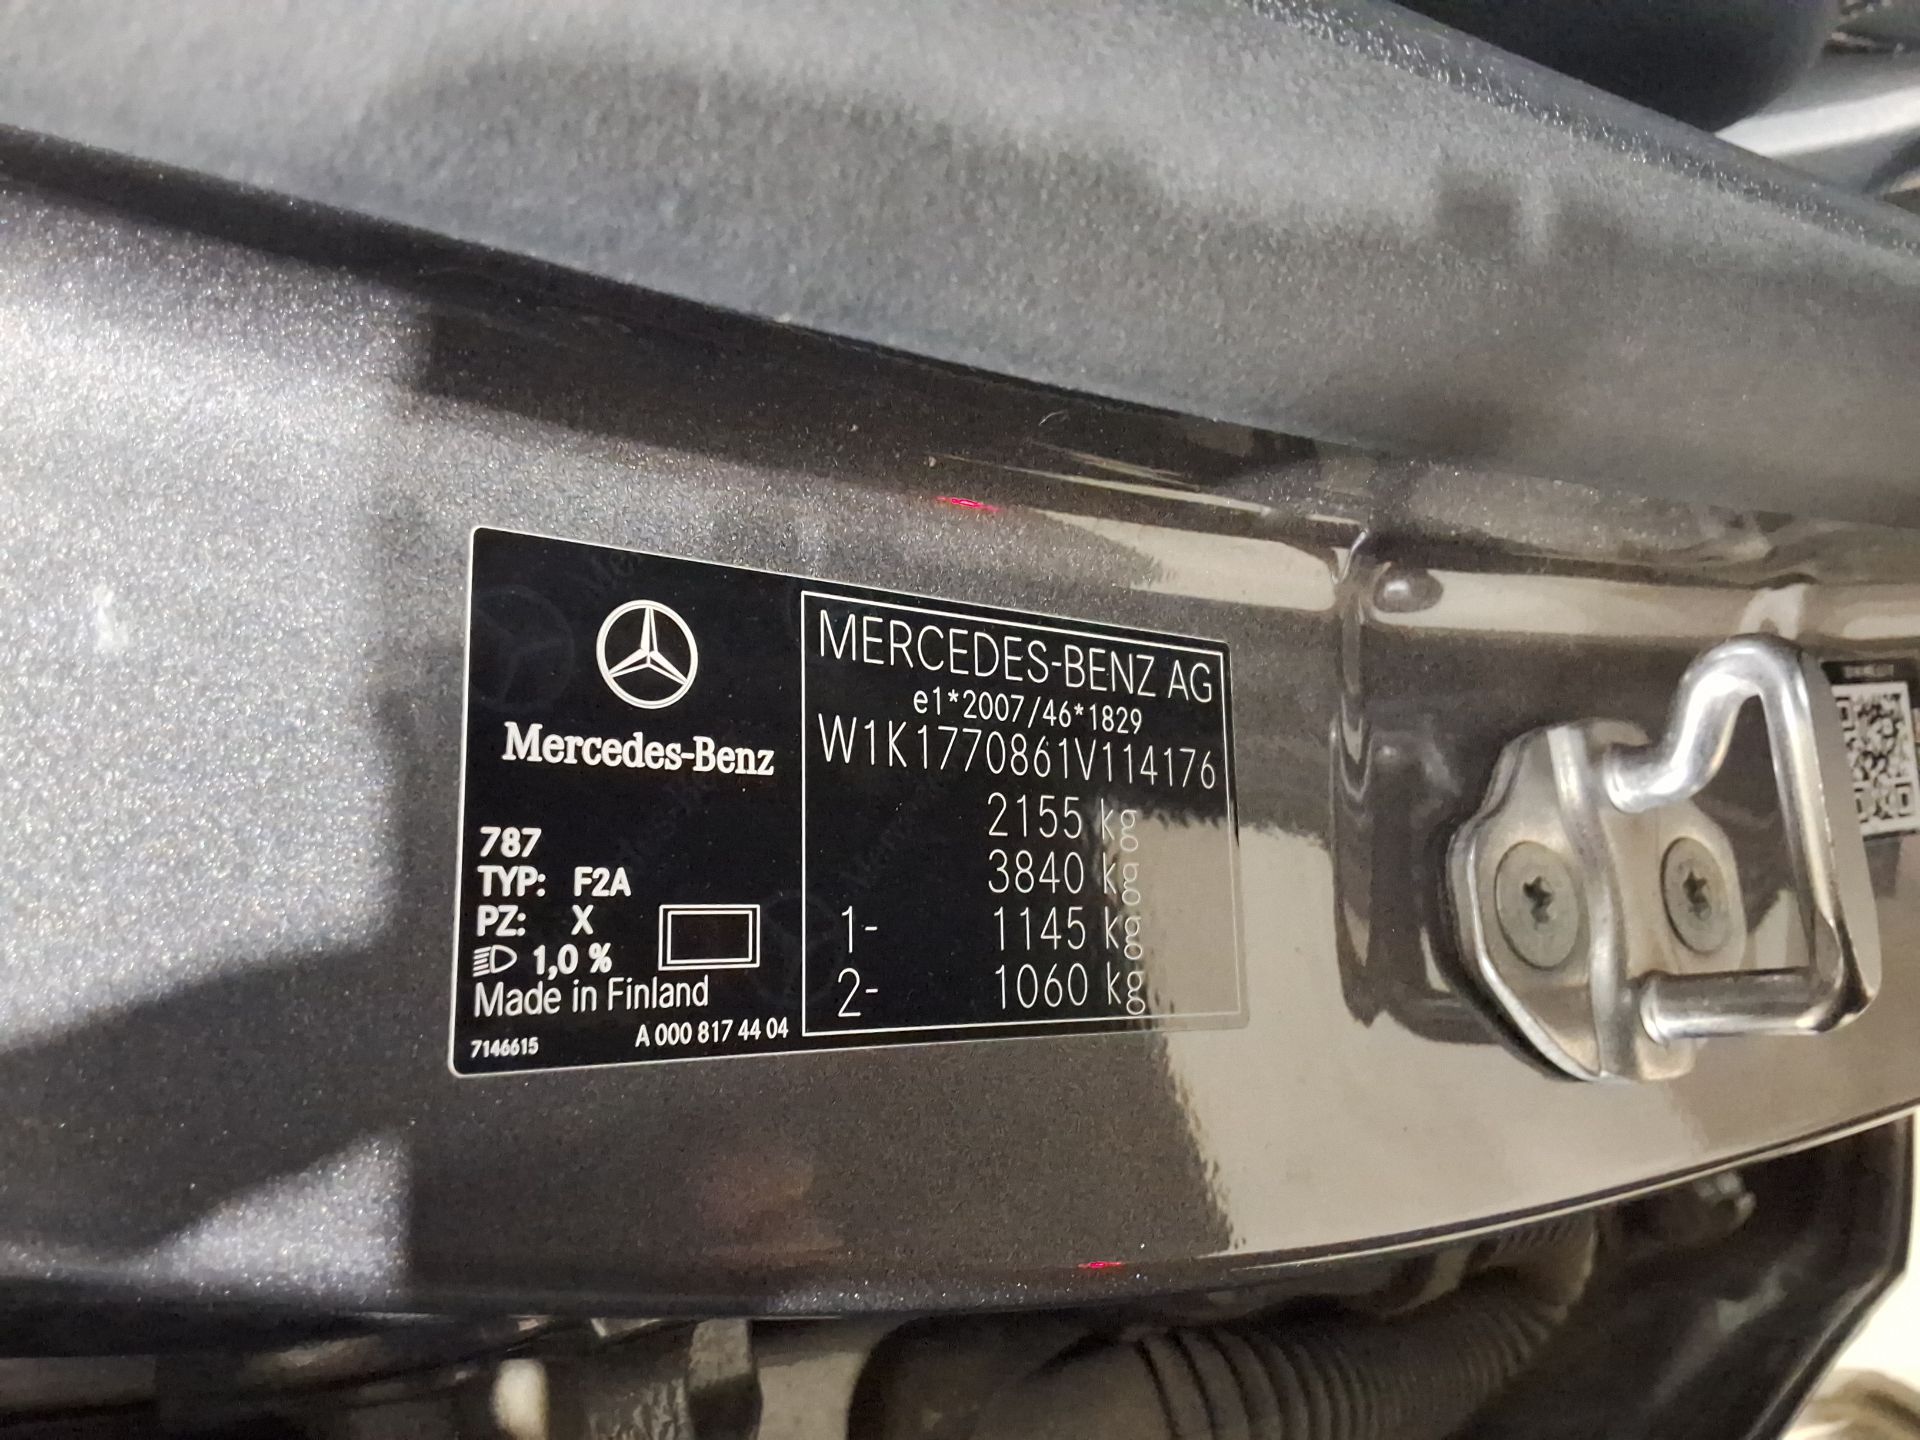 Mercedes-Benz
787
TYP: F2A
PZ: X
1,0 %
Made in Finland
7146615 A 000 817 44 04
MERCEDES-BENZ AG
e1*2007/46*1829
W1K1770861V114176
2155 kg
3840 kg
1- 1145 kg
2- 1060 kg